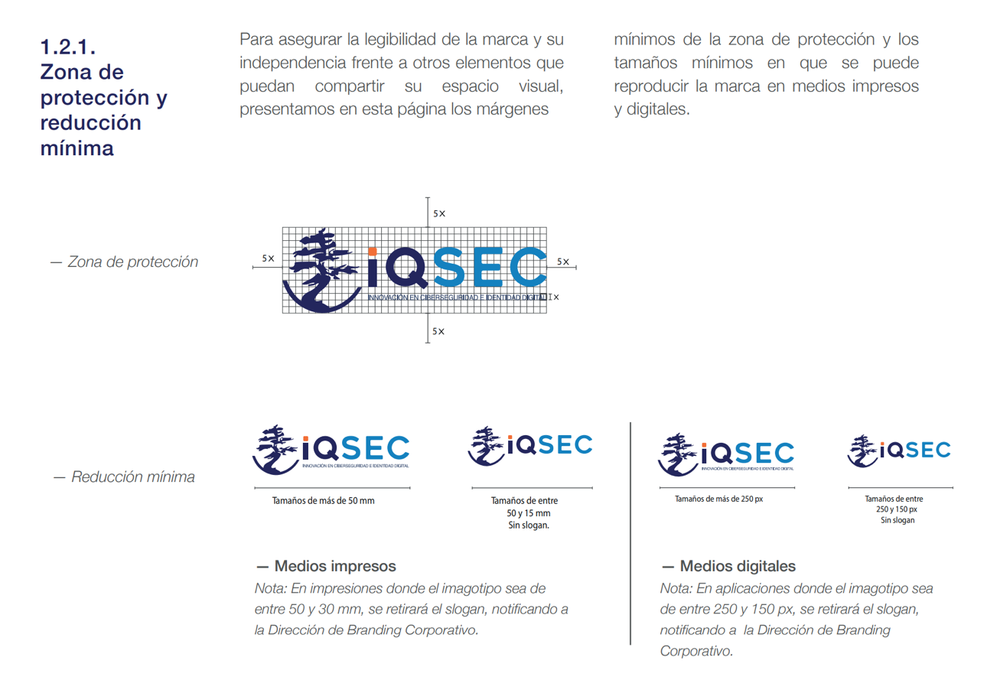 1.2.1.
Zona de
protección y
reducción
mínima
Para asegurar la legibilidad de la marca y su
independencia frente a otros elementos que
puedan compartir su espacio visual,
presentamos en esta página los márgenes
mínimos de la zona de protección y los
tamaños mínimos en que se puede
reproducir la marca en medios impresos
y digitales.
— Zona de protección
5X
5X
5X
5X
iQSEC
INNOVACIÓN EN CIBERSEGURIDAD E IDENTIDAD DIGITAL
X
— Reducción mínima
iQSEC
INNOVACIÓN EN CIBERSEGURIDAD E IDENTIDAD DIGITAL
Tamaños de más de 50 mm
iQSEC
Tamaños de entre
50 y 15 mm
Sin slogan.
iQSEC
INNOVACIÓN EN CIBERSEGURIDAD E IDENTIDAD DIGITAL
Tamaños de más de 250 px
iQSEC
Tamaños de entre
250 y 150 px
Sin slogan
— Medios impresos
Nota: En impresiones donde el imagotipo sea de
entre 50 y 30 mm, se retirará el slogan, notificando a
la Dirección de Branding Corporativo.
— Medios digitales
Nota: En aplicaciones donde el imagotipo sea
de entre 250 y 150 px, se retirará el slogan,
notificando a la Dirección de Branding
Corporativo.